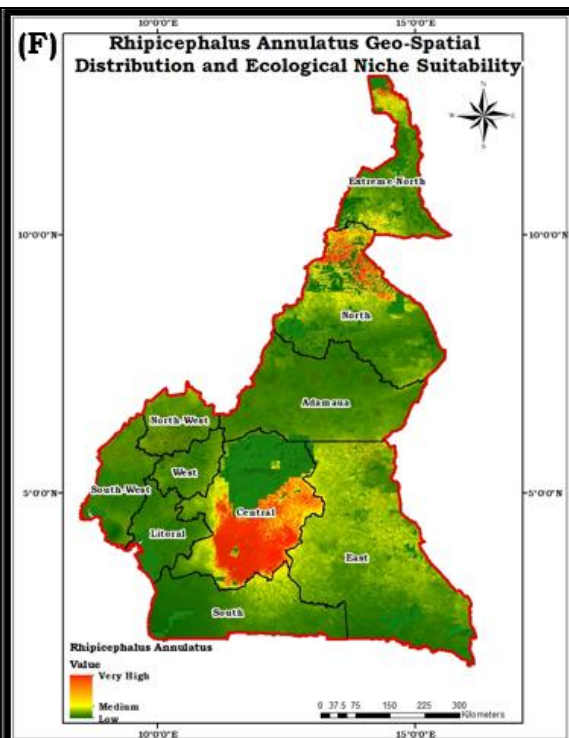 10°0'0"E 15°0'0"E
(F)
Rhipicephalus Annulatus Geo-Spatial
Distribution and Ecological Niche Suitability
N
W E
S
Extreme-North
10°0'0"N 10°0'0"N
North
Adamaua
North-West
West
South-West
5°0'0"N 5°0'0"N
Central
Litoral
East
South
Rhipicephalus Annulatus
Value
Very High
Medium
Low
0 37.5 75 150 225 300
Kilometers
10°0'0"E 15°0'0"E